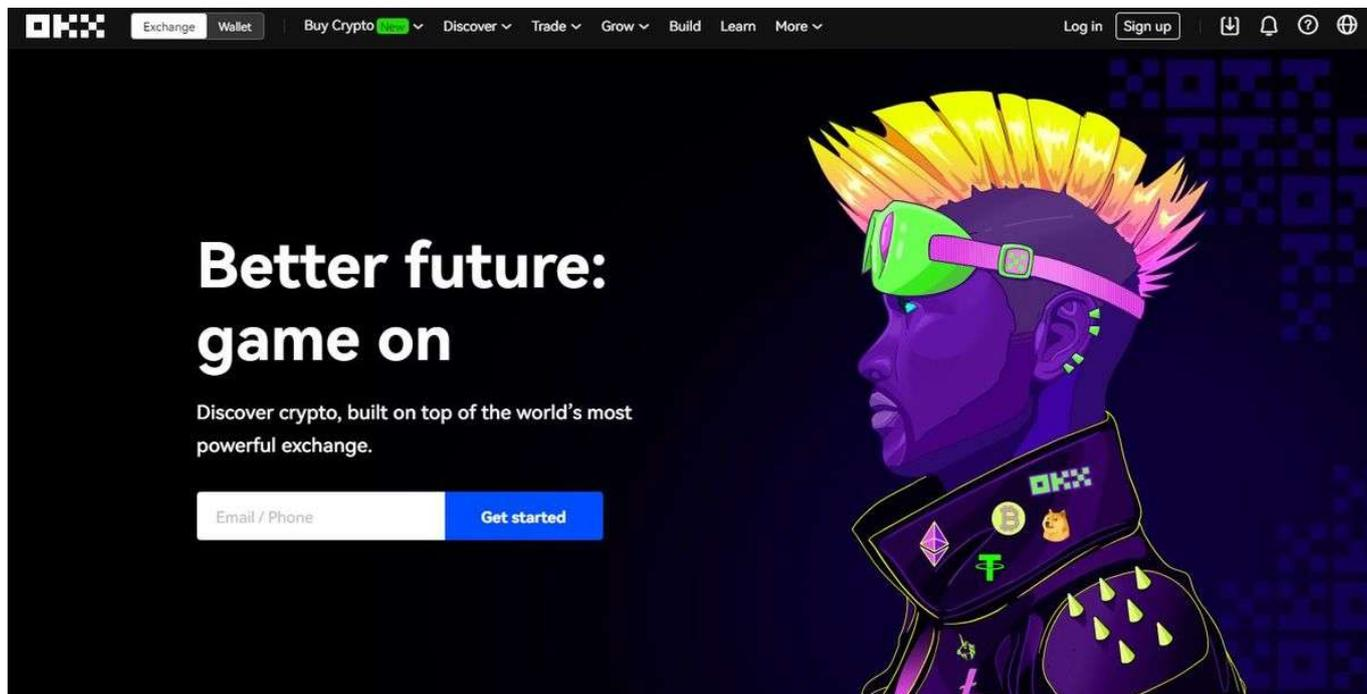 OKX
Exchange Wallet Buy Crypto New Discover Trade Grow Build Learn More Log in Sign up
Better future:
game on
Discover crypto, built on top of the world's most
powerful exchange.
Email / Phone Get started
OKX